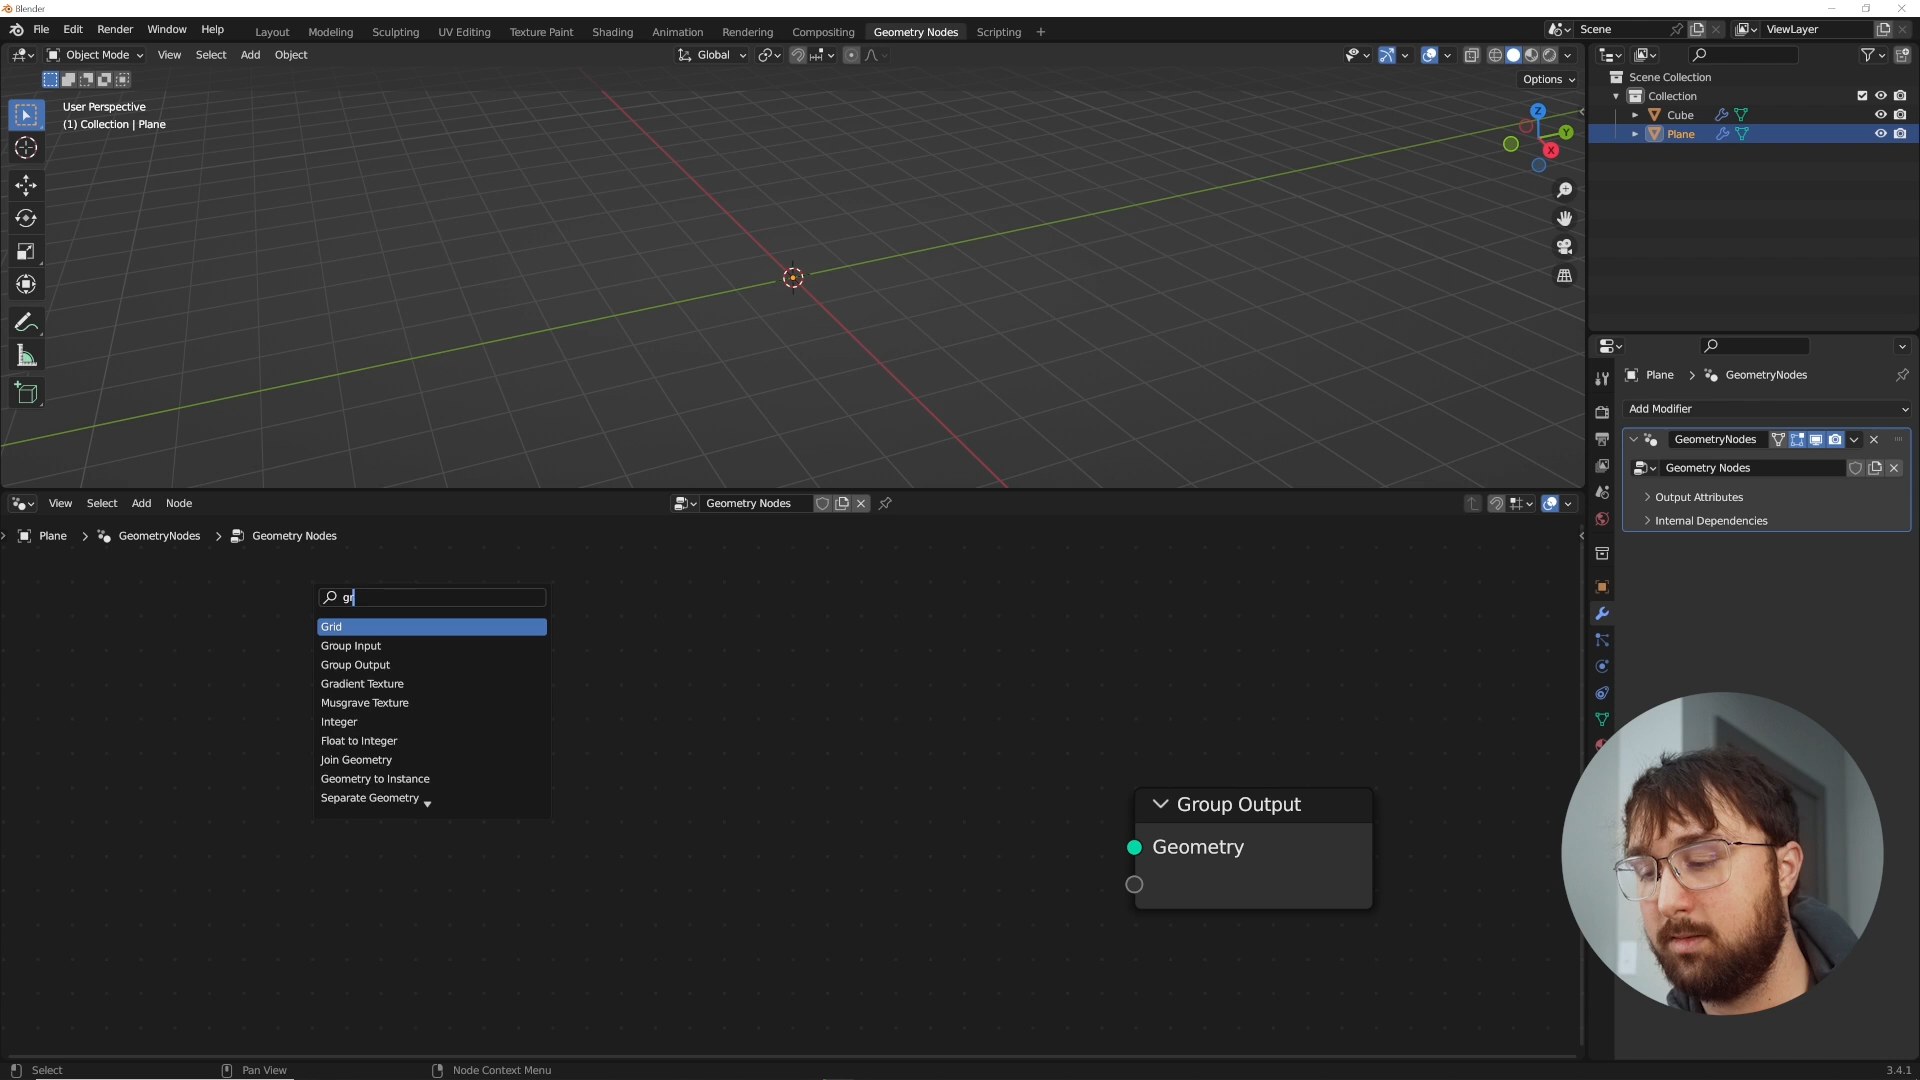 Blender
File Edit Render Window Help
Layout Modeling Sculpting UV Editing Texture Paint Shading Animation Rendering Compositing Geometry Nodes Scripting +
Scene
ViewLayer
Object Mode View Select Add Object
Global
Options
User Perspective
(1) Collection | Plane
Z
Y
X
Scene Collection
Collection
Cube
Plane
Plane > GeometryNodes
Add Modifier
GeometryNodes
Geometry Nodes
Output Attributes
Internal Dependencies
View Select Add Node
Geometry Nodes
Plane > GeometryNodes > Geometry Nodes
gr
Grid
Group Input
Group Output
Gradient Texture
Musgrave Texture
Integer
Float to Integer
Join Geometry
Geometry to Instance
Separate Geometry
Group Output
Geometry
Select Pan View Node Context Menu
3.4.1